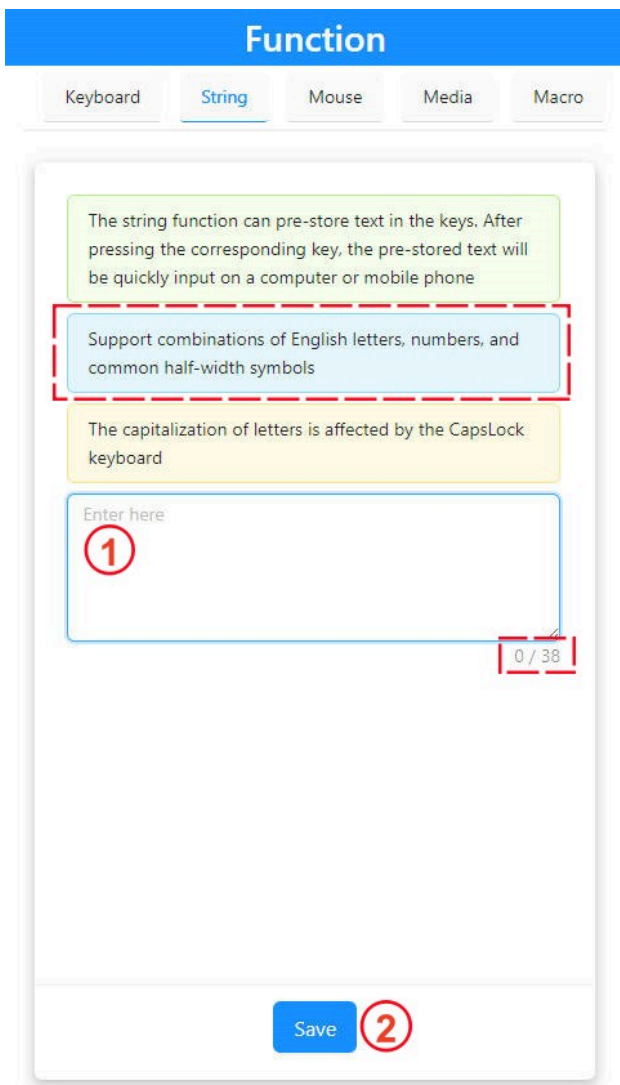 Function
Keyboard String Mouse Media Macro
The string function can pre-store text in the keys. After
pressing the corresponding key, the pre-stored text will
be quickly input on a computer or mobile phone
Support combinations of English letters, numbers, and
common half-width symbols
The capitalization of letters is affected by the CapsLock
keyboard
Enter here
1
0 / 38
Save 2